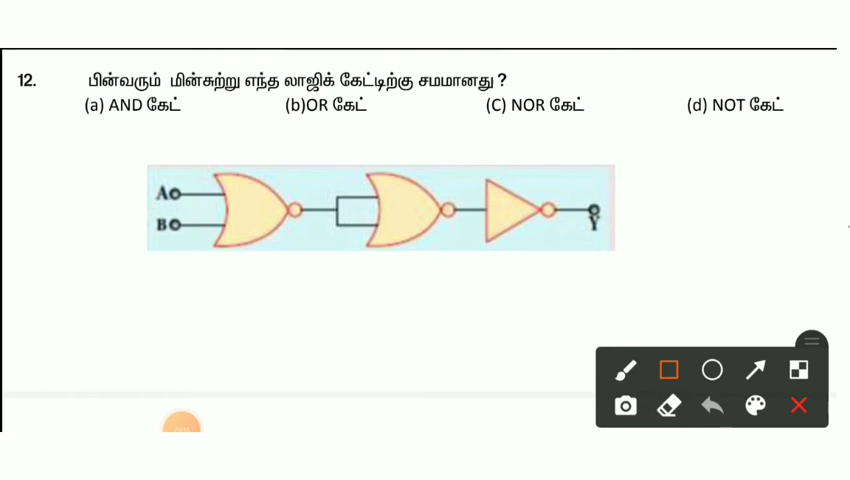 12. பின்வரும் மின்சுற்று எந்த லாஜிக் கேட்டிற்கு சமமானது ?
(a) AND கேட் (b)OR கேட் (C) NOR கேட் (d) NOT கேட்
A
B
Y